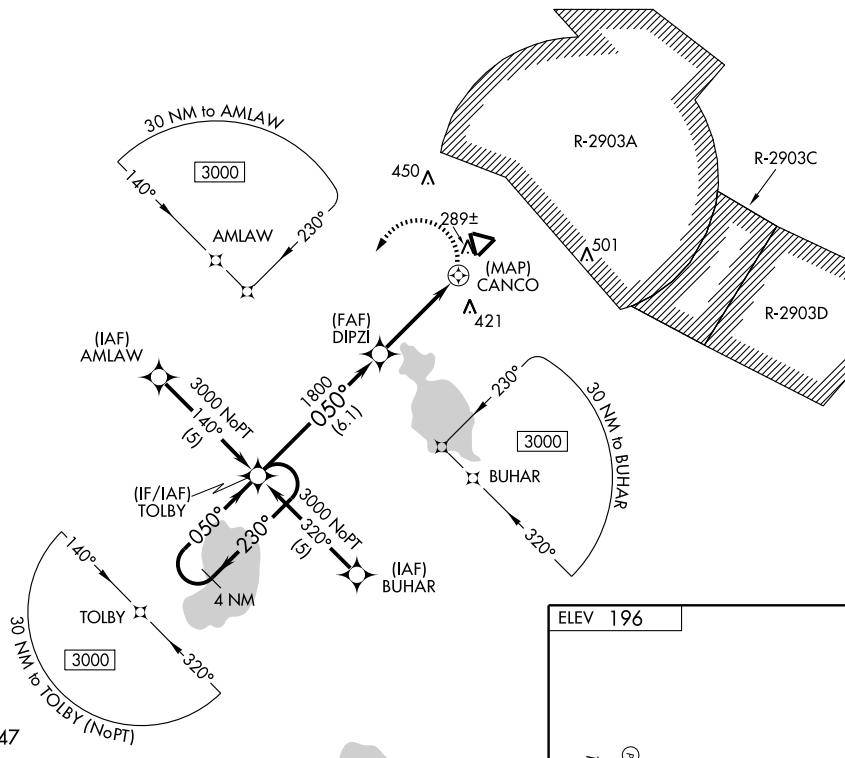 30 NM to AMLAW
3000
140°
230°
AMLAW
R-2903A
R-2903C
R-2903D
450
289±
501
(MAP)
CANCO
421
(FAF)
DIPZI
(IAF)
AMLAW
3000 NoPT
140°
(5)
1800
050°
(6.1)
230°
30 NM to BUHAR
3000
BUHAR
320°
(IF/IAF)
TOLBY
050°
230°
4 NM
3000 NoPT
320°
(5)
(IAF)
BUHAR
140°
TOLBY
3000
320°
30 NM to TOLBY (NoPT)
ELEV 196
47